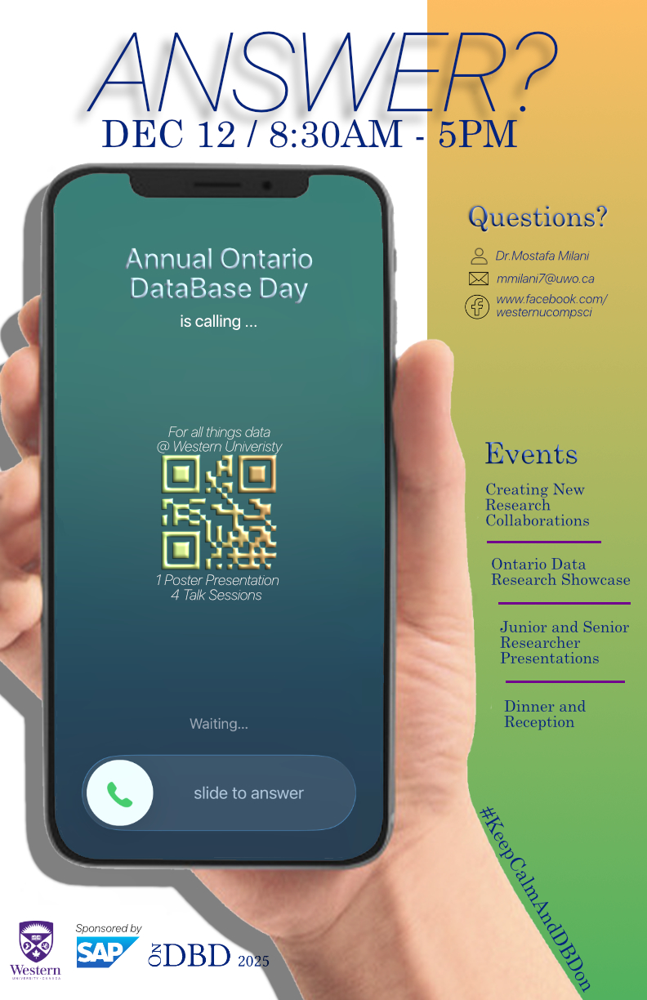 ANSWER?
DEC 12 / 8:30AM - 5PM
Annual Ontario
DataBase Day
is calling ...
For all things data
@ Western Univeristy
1 Poster Presentation
4 Talk Sessions
Waiting...
slide to answer
Questions?
Dr.Mostafa Milani
mmilani7@uwo.ca
www.facebook.com/
westernucompsci
Events
Creating New
Research
Collaborations
Ontario Data
Research Showcase
Junior and Senior
Researcher
Presentations
Dinner and
Reception
#KeepCalmAndDBDon
Western
UNIVERSITY · CANADA
Sponsored by
SAP
ON DBD 2025